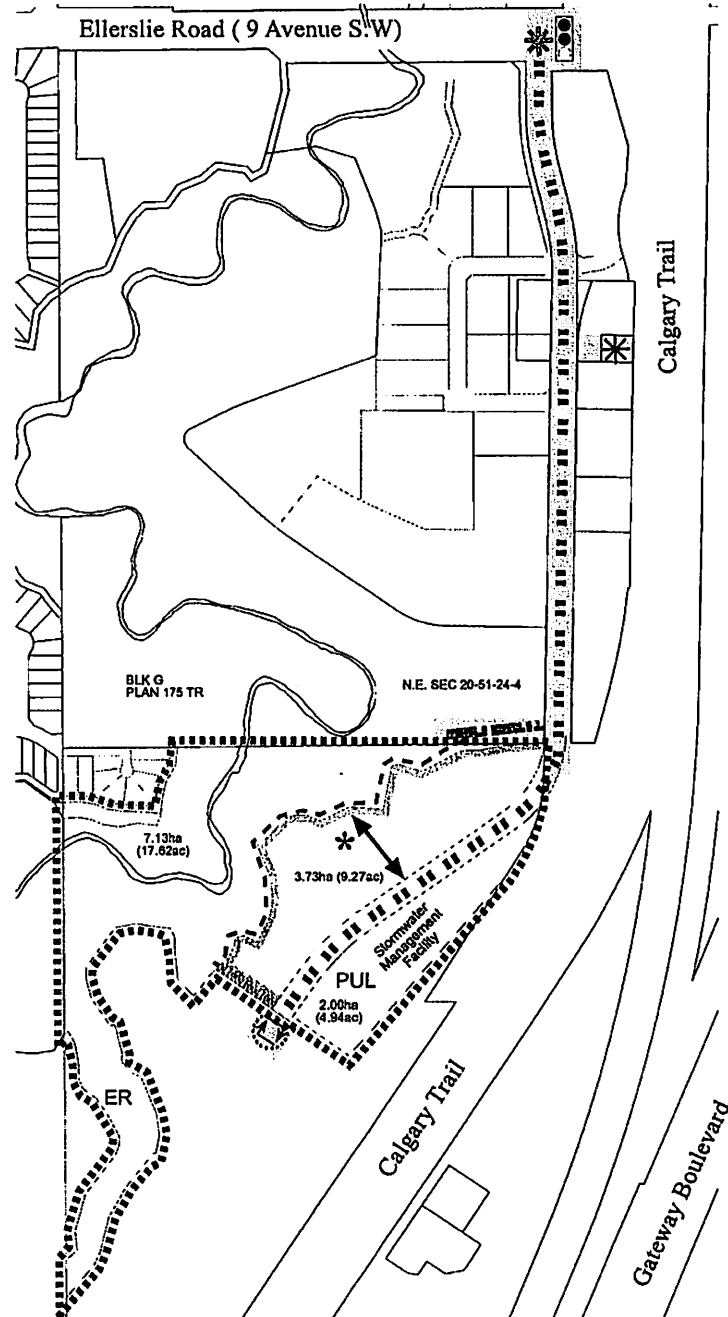 Ellerslie Road ( 9 Avenue S.W)
Calgary Trail
BLK G
PLAN 175 TR
N.E. SEC 20-51-24-4
7.13ha
(17.62ac)
3.73ha (9.27ac)
Stormwater
Management
Facility
PUL
2.00ha
(4.94ac)
ER
Calgary Trail
Gateway Boulevard